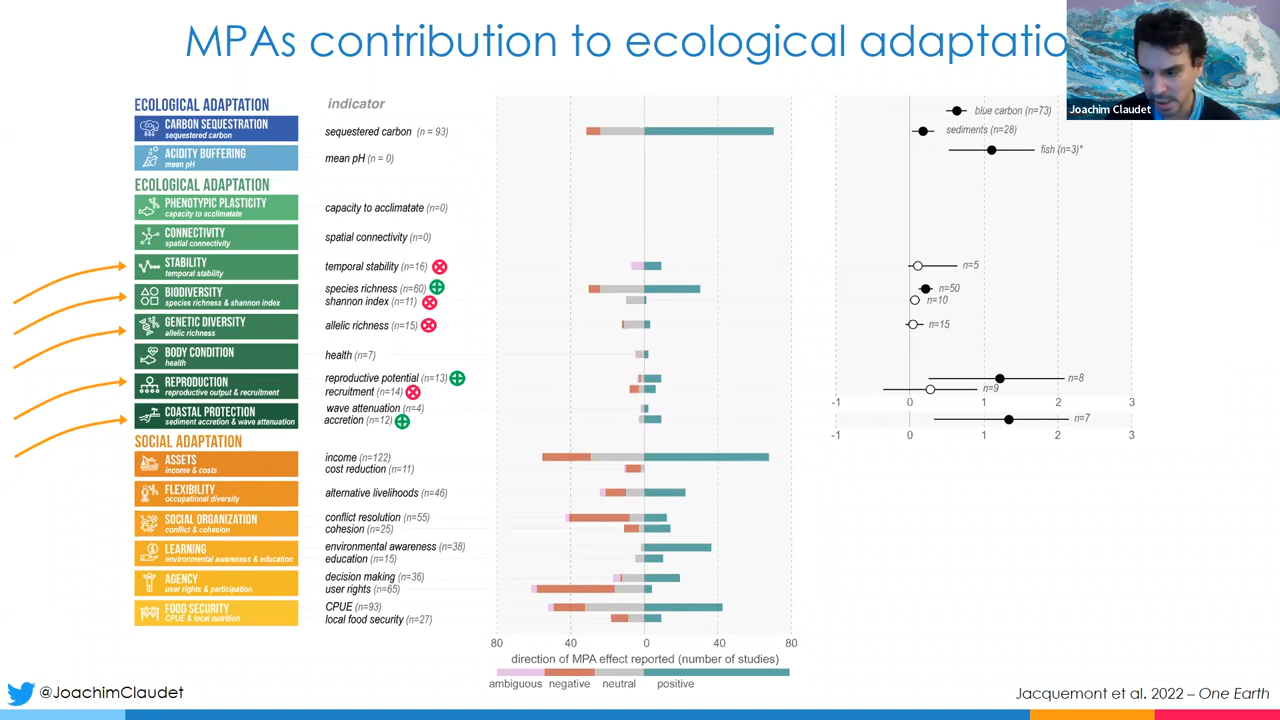 MPAs contribution to ecological adaptatio
Joachim Claudet
ECOLOGICAL ADAPTATION
indicator
CARBON SEQUESTRATION
sequestered carbon
sequestered carbon (n = 93)
blue carbon (n=73)
sediments (n=28)
fish (n=3)*
ACIDITY BUFFERING
mean pH
mean pH (n = 0)
ECOLOGICAL ADAPTATION
PHENOTYPIC PLASTICITY
capacity to acclimatate
capacity to acclimatate (n=0)
CONNECTIVITY
spatial connectivity
spatial connectivity (n=0)
STABILITY
temporal stability
temporal stability (n=16)
n=5
BIODIVERSITY
species richness & shannon index
species richness (n=60)
shannon index (n=11)
n=50
n=10
GENETIC DIVERSITY
allelic richness
allelic richness (n=15)
n=15
BODY CONDITION
health
health (n=7)
REPRODUCTION
reproductive output & recruitment
reproductive potential (n=13)
recruitment (n=14)
n=8
n=9
-1 0 1 2 3
COASTAL PROTECTION
sediment accretion & wave attenuation
wave attenuation (n=4)
accretion (n=12)
n=7
-1 0 1 2 3
SOCIAL ADAPTATION
ASSETS
income & costs
income (n=122)
cost reduction (n=11)
FLEXIBILITY
occupational diversity
alternative livelihoods (n=46)
SOCIAL ORGANIZATION
conflict & cohesion
conflict resolution (n=55)
cohesion (n=25)
LEARNING
environmental awareness & education
environmental awareness (n=38)
education (n=15)
AGENCY
user rights & participation
decision making (n=36)
user rights (n=65)
FOOD SECURITY
CPUE & local nutrition
CPUE (n=93)
local food security (n=27)
80 40 0 40 80
direction of MPA effect reported (number of studies)
ambiguous negative neutral positive
@JoachimClaudet
Jacquemont et al. 2022 – One Earth